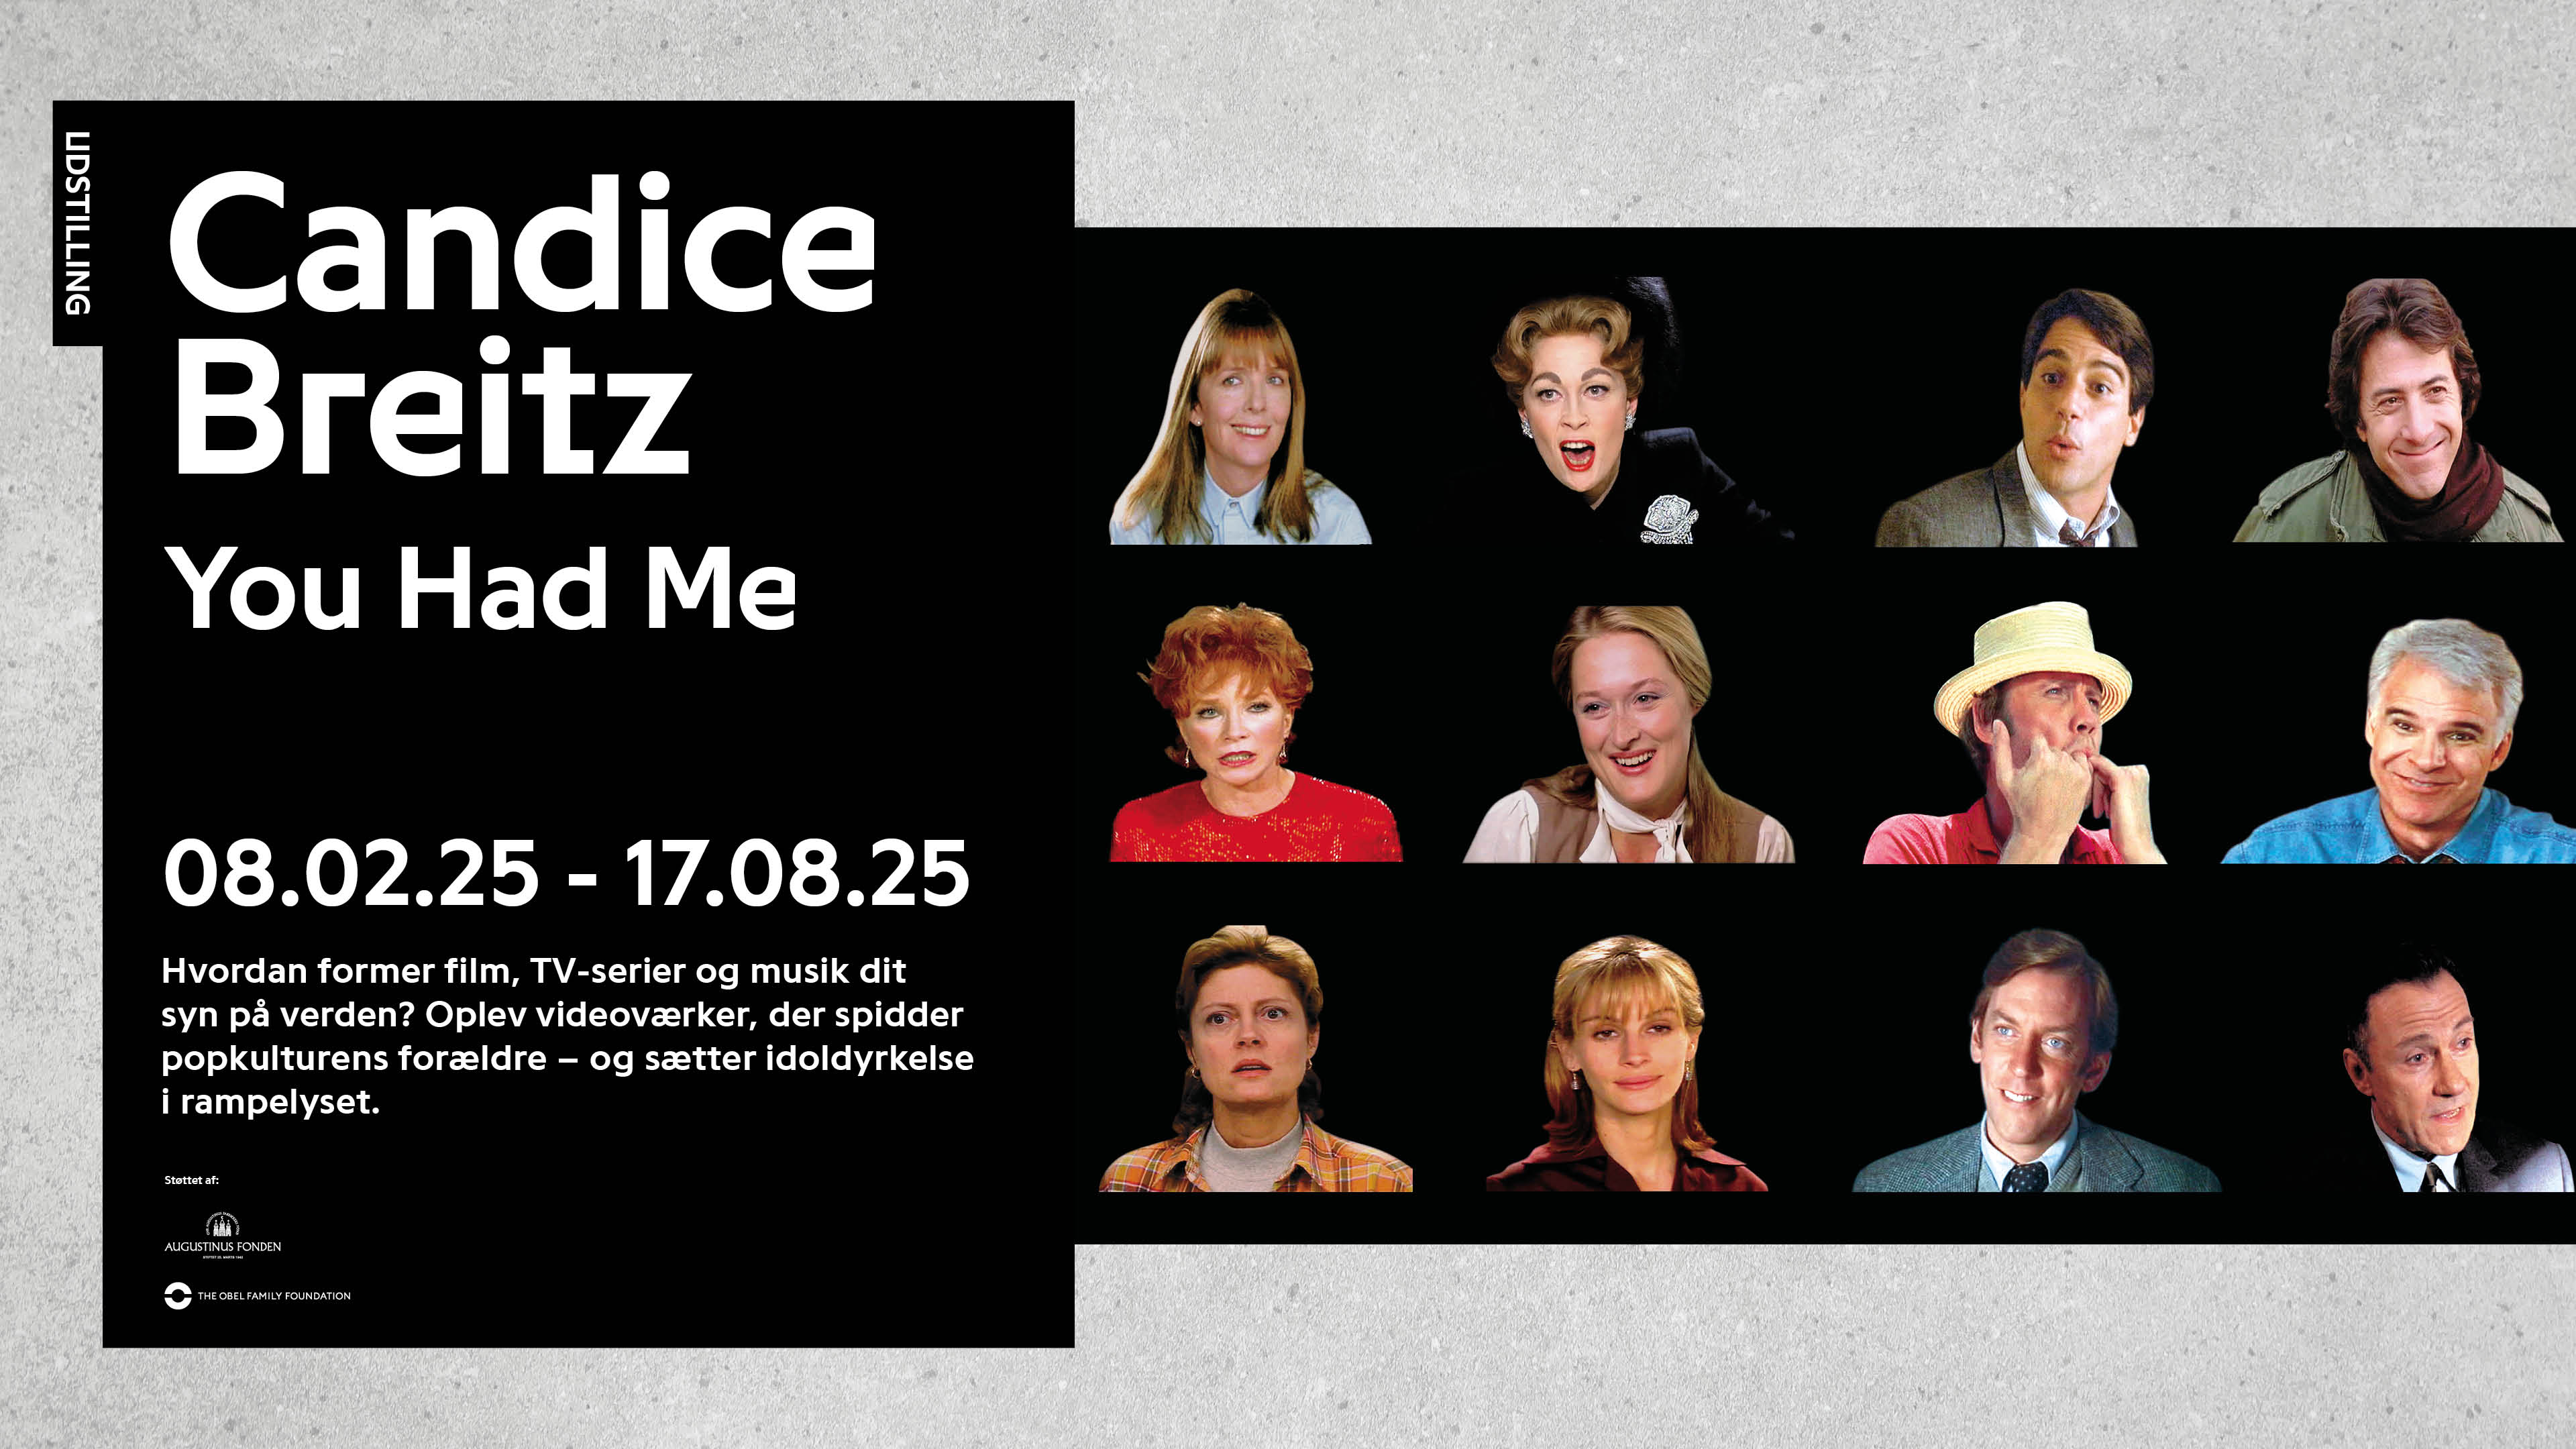 UDSTILLING
Candice
Breitz
You Had Me
08.02.25 - 17.08.25
Hvordan former film, TV-serier og musik dit
syn på verden? Oplev videoværker, der spidder
popkulturens forældre – og sætter idoldyrkelse
i rampelyset.
Støttet af:
AUGUSTINUS FONDEN
THE OBEL FAMILY FOUNDATION